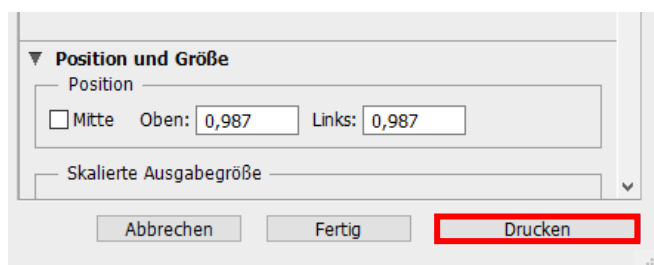 Position und Größe
Position
Mitte Oben: 0,987 Links: 0,987
Skalierte Ausgabegröße
Abbrechen Fertig Drucken